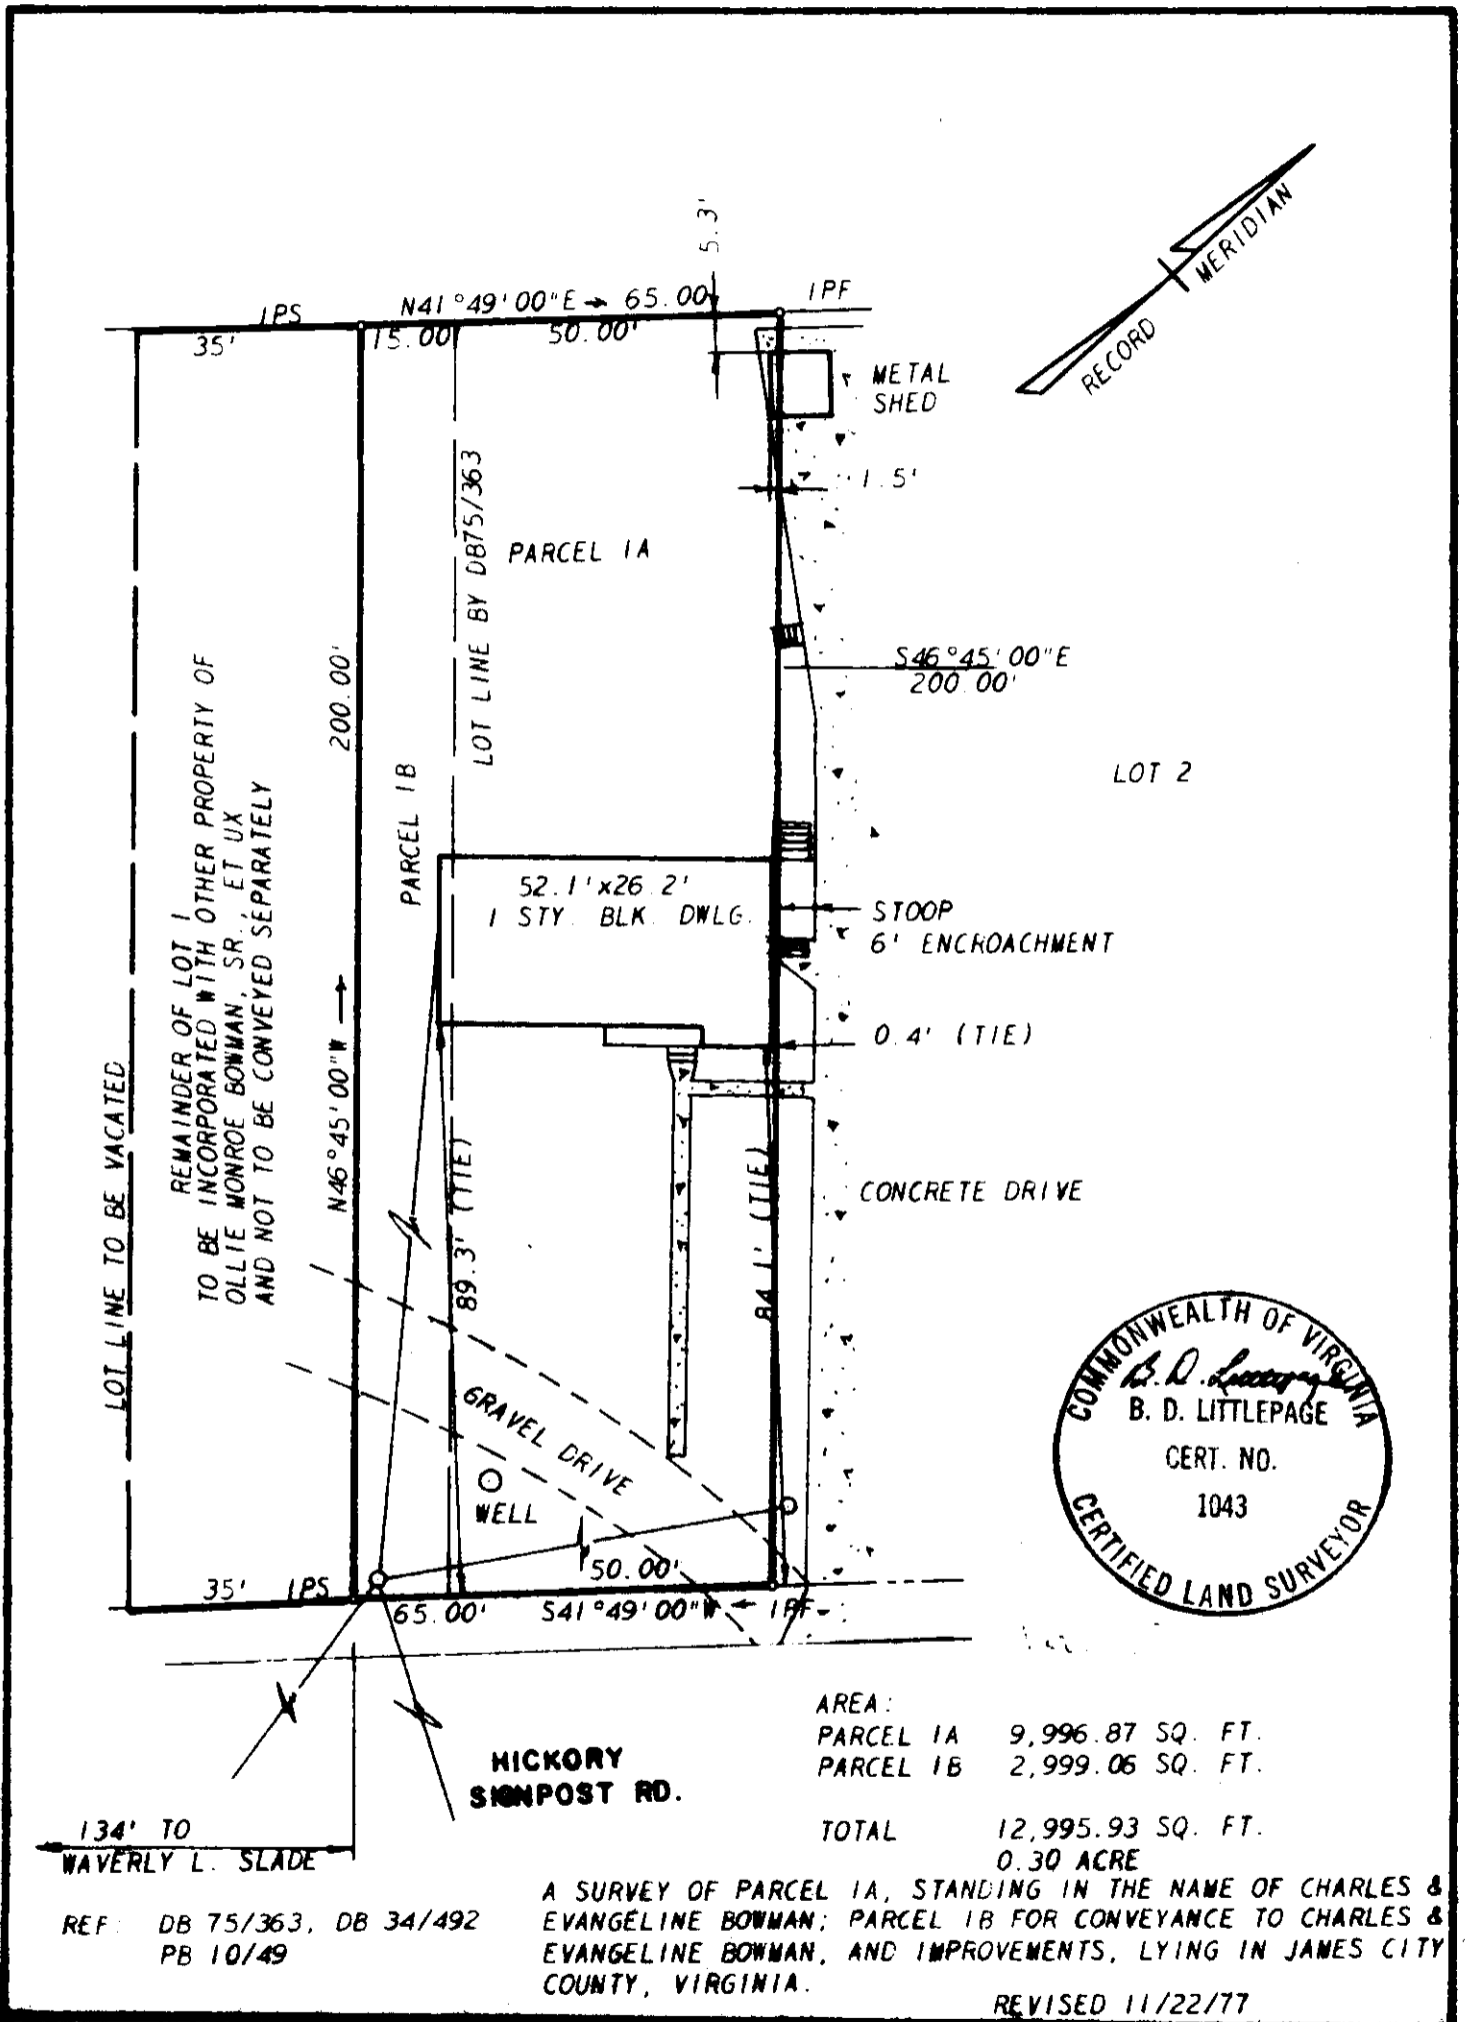 5.3'
N41°49'00"E → 65.00'
IPF
IPS
35'
15.00'
50.00'
RECORD MERIDIAN
METAL
SHED
1.5'
LOT LINE BY DB75/363
PARCEL 1A
S46°45'00"E
200.00'
200.00'
N46°45'00"W
LOT 2
PARCEL 1B
REMAINDER OF LOT 1
TO BE INCORPORATED WITH OTHER PROPERTY OF
OLLIE MONROE BOWMAN, SR., ET UX
AND NOT TO BE CONVEYED SEPARATELY
LOT LINE TO BE VACATED
52.1'x26.2'
1 STY. BLK. DWLG.
STOOP
6' ENCROACHMENT
0.4' (TIE)
89.3' (TIE)
84.1' (TIE)
CONCRETE DRIVE
GRAVEL DRIVE
WELL
50.00'
35'
IPS
65.00'
S41°49'00"W ←
IPF
COMMONWEALTH OF VIRGINIA
B. D. Littlepage
B. D. LITTLEPAGE
CERT. NO.
1043
CERTIFIED LAND SURVEYOR
HICKORY
SIGNPOST RD.
134' TO
WAVERLY L. SLADE
AREA:
PARCEL 1A 9,996.87 SQ. FT.
PARCEL 1B 2,999.06 SQ. FT.
TOTAL 12,995.93 SQ. FT.
0.30 ACRE
REF: DB 75/363, DB 34/492
PB 10/49
A SURVEY OF PARCEL 1A, STANDING IN THE NAME OF CHARLES &
EVANGELINE BOWMAN; PARCEL 1B FOR CONVEYANCE TO CHARLES &
EVANGELINE BOWMAN, AND IMPROVEMENTS, LYING IN JAMES CITY
COUNTY, VIRGINIA.
REVISED 11/22/77